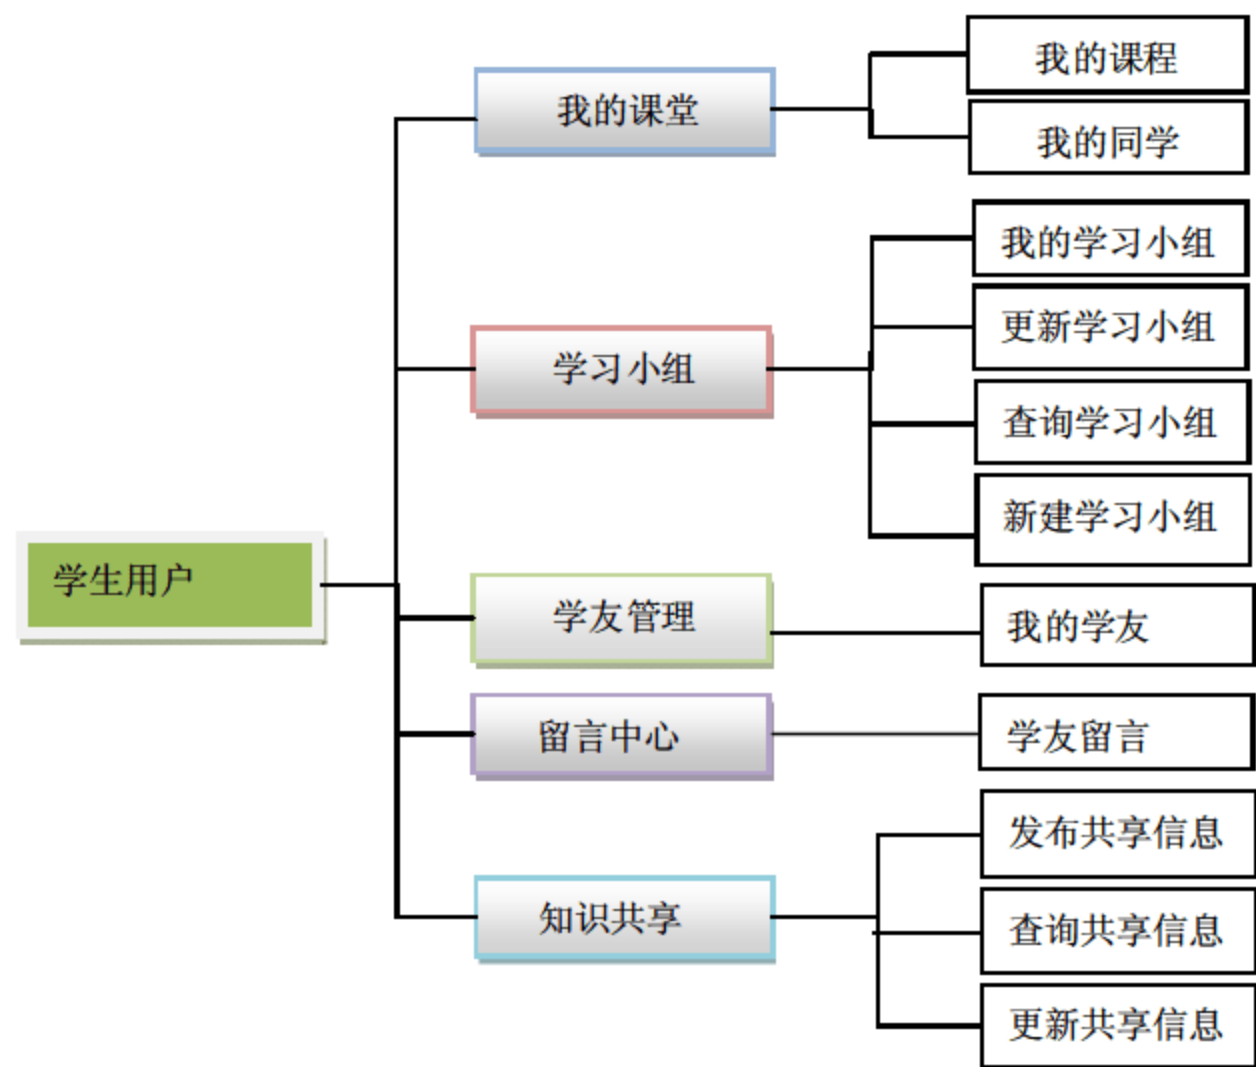 学生用户
我的课堂
我的课程
我的同学
学习小组
我的学习小组
更新学习小组
查询学习小组
新建学习小组
学友管理
我的学友
留言中心
学友留言
知识共享
发布共享信息
查询共享信息
更新共享信息